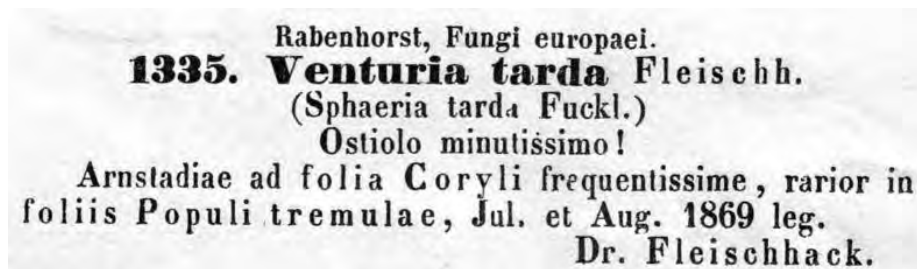 Rabenhorst, Fungi europaei.
1335. Venturia tarda Fleischh.
(Sphaeria tarda Fuckl.)
Ostiolo minutissimo!
Arnstadiae ad folia Coryli frequentissime, rarior in
foliis Populi tremulae, Jul. et Aug. 1869 leg.
Dr. Fleischhack.